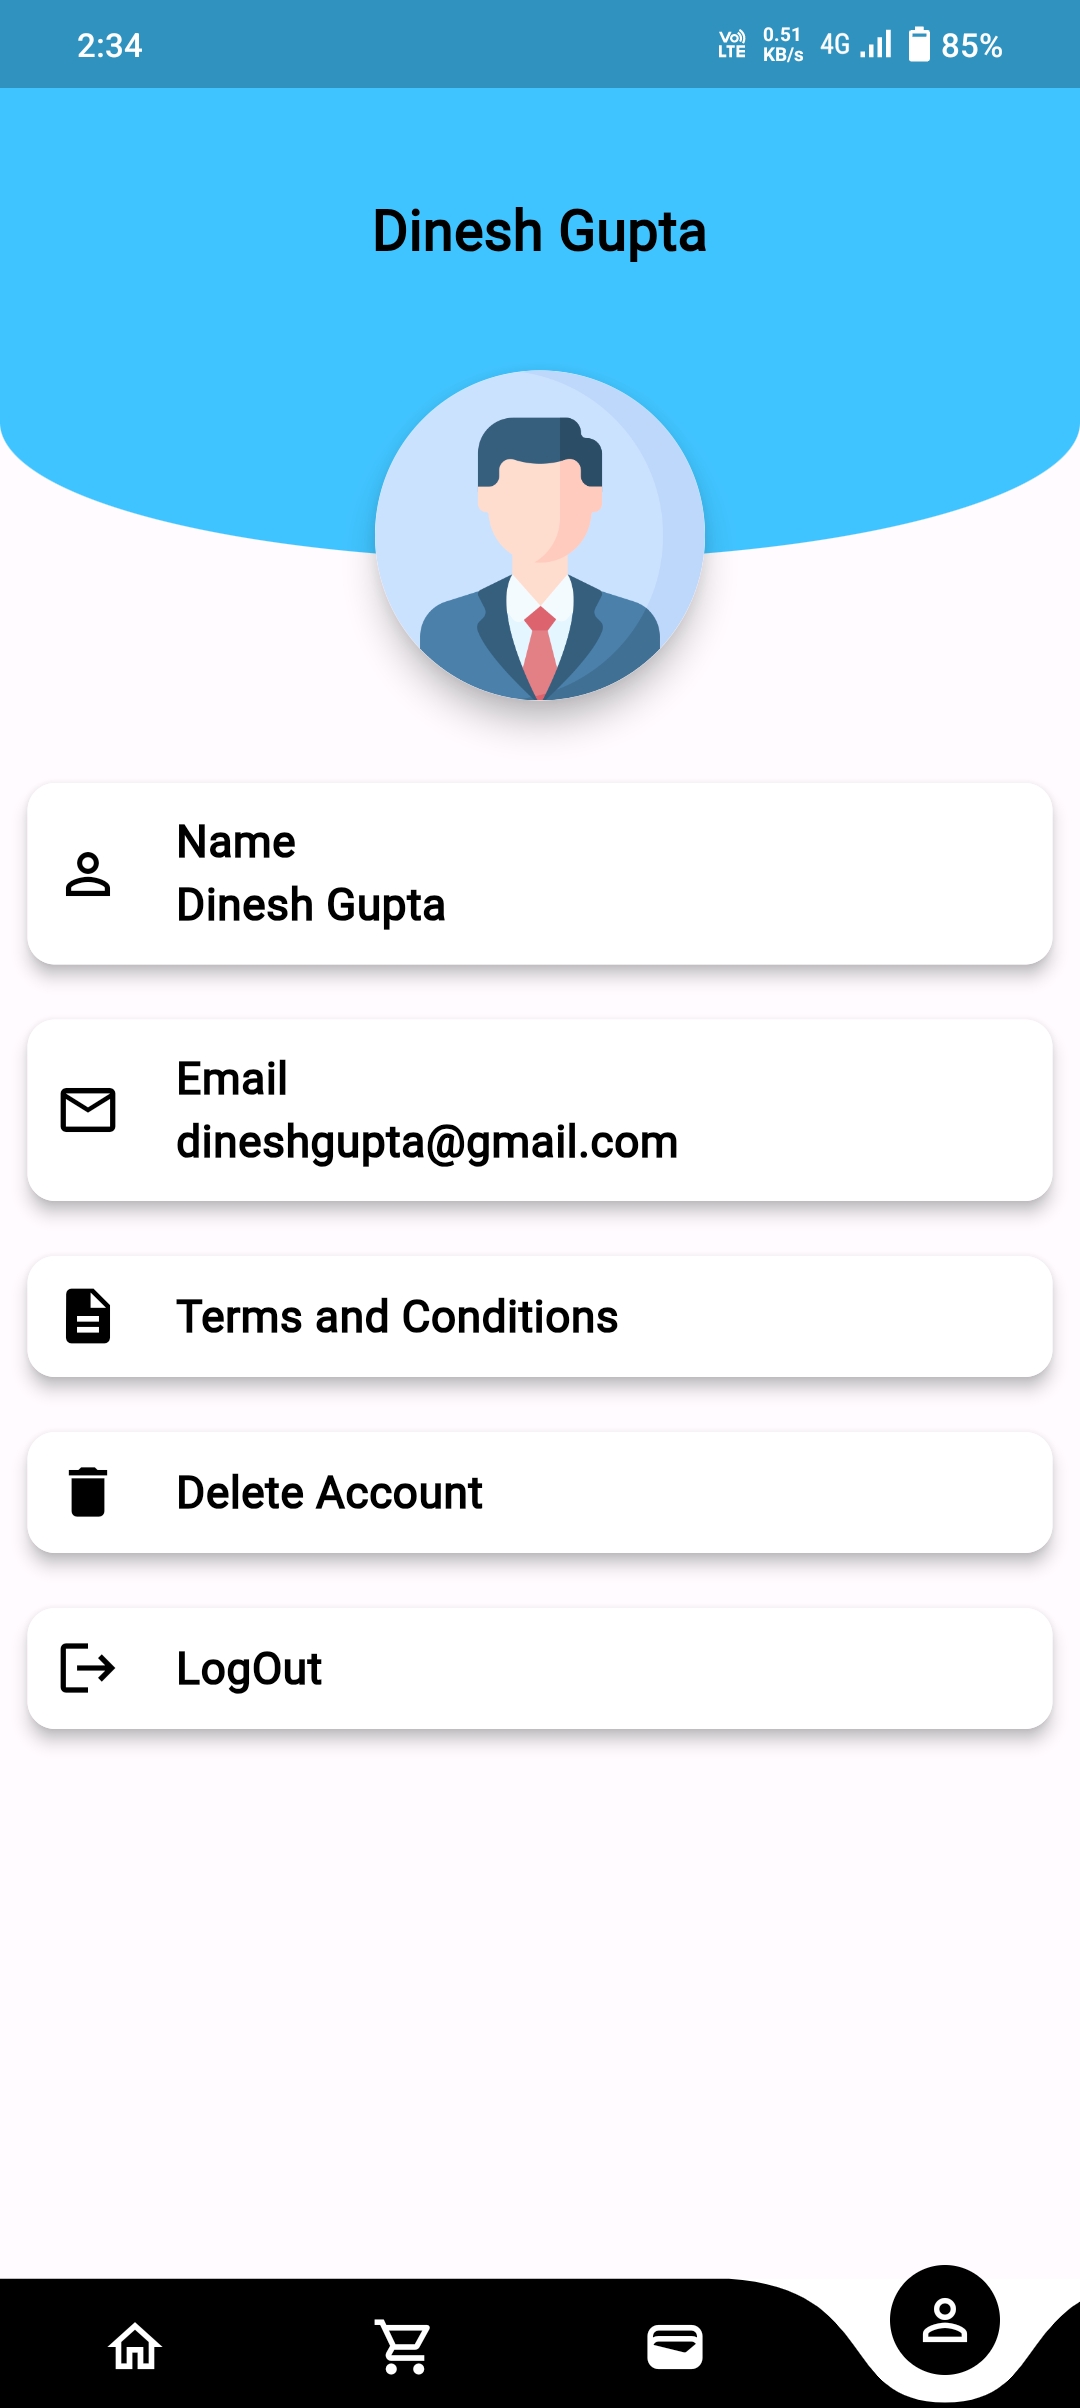 2:34
Vo)) LTE
0.51 KB/s
4G
85%
Dinesh Gupta
Name
Dinesh Gupta
Email
dineshgupta@gmail.com
Terms and Conditions
Delete Account
LogOut